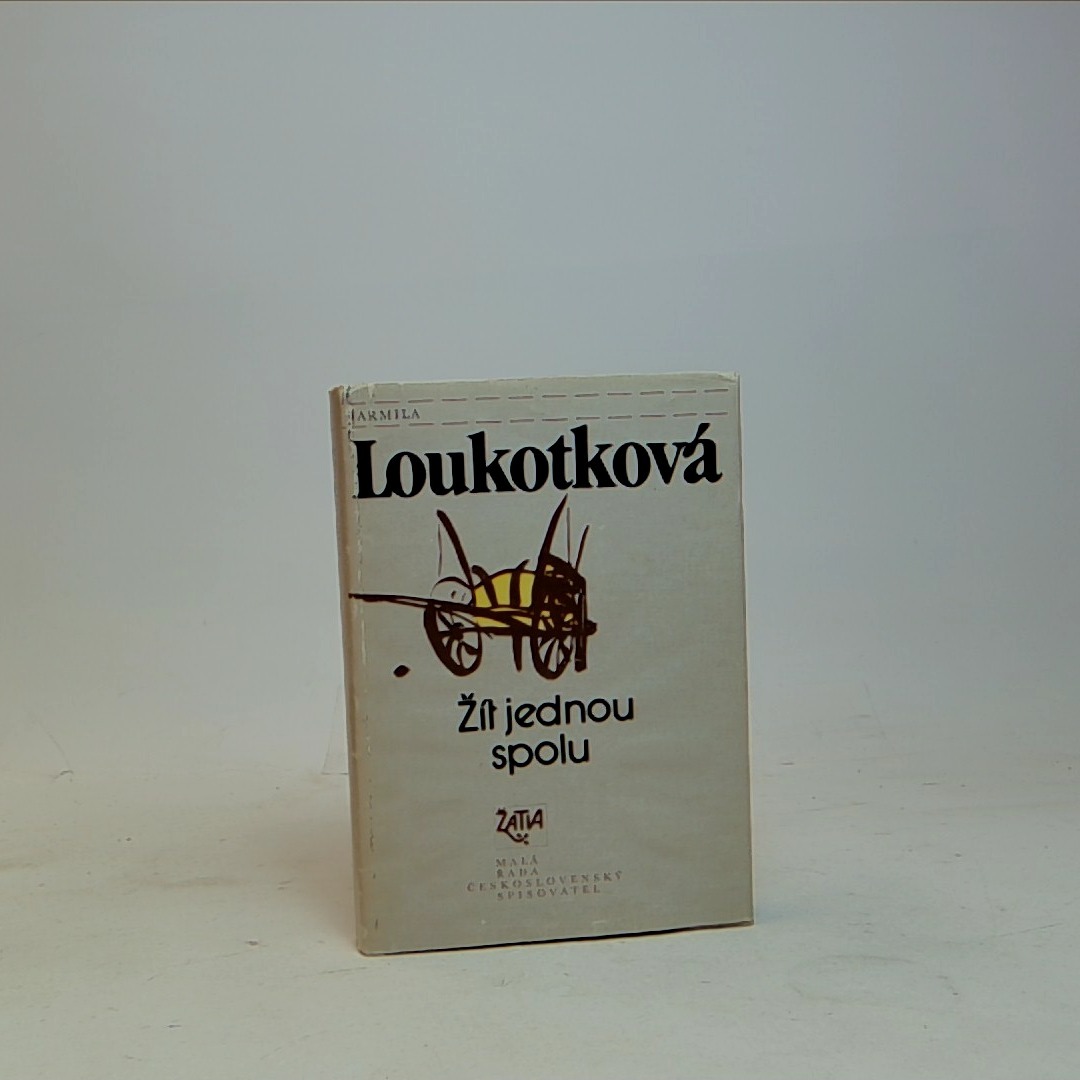 JARMILA
Loukotková
Žít jednou
spolu
ŽATVA
MALÁ
ŘADA
ČESKOSLOVENSKÝ
SPISOVATEL